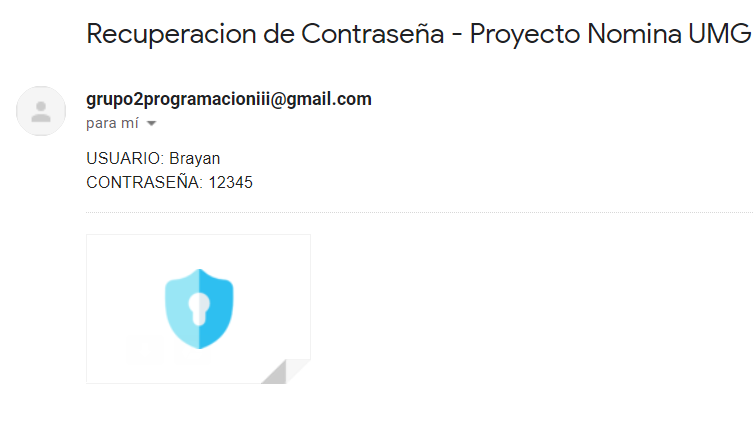 Recuperacion de Contraseña - Proyecto Nomina UMG
grupo2programacioniii@gmail.com
para mí
USUARIO: Brayan
CONTRASEÑA: 12345